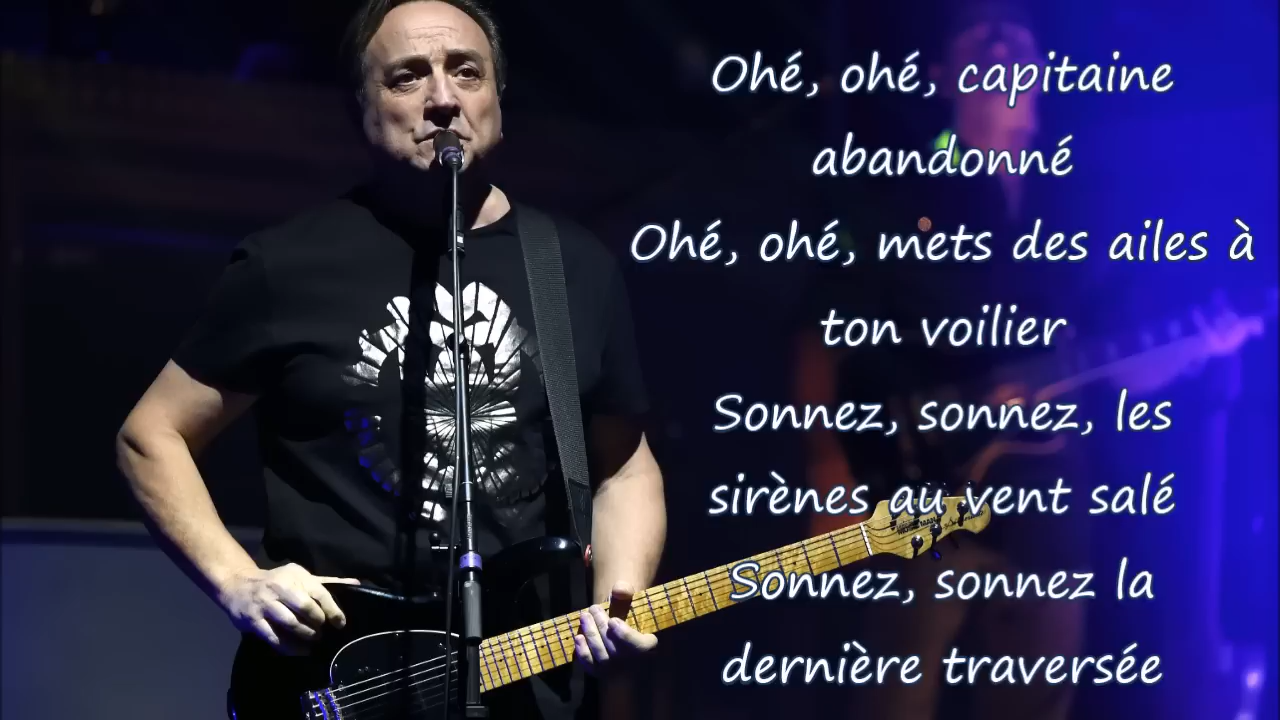 Ohé, ohé, capitaine
abandonné
Ohé, ohé, mets des ailes à
ton voilier
Sonnez, sonnez, les
sirènes au vent salé
Sonnez, sonnez la
dernière traversée